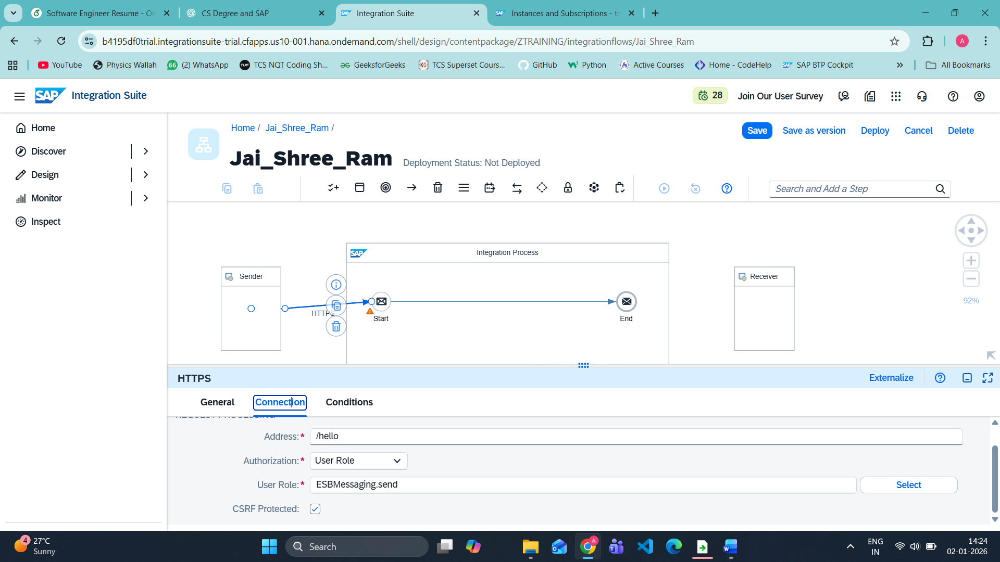 Software Engineer Resume - On
CS Degree and SAP
Integration Suite
Instances and Subscriptions - tr
b4195df0trial.integrationsuite-trial.cfapps.us10-001.hana.ondemand.com/shell/design/contentpackage/ZTRAINING/integrationflows/Jai_Shree_Ram
A
YouTube
Physics Wallah
(2) WhatsApp
TCS NQT Coding Sh...
GeeksforGeeks
TCS Superset Cours...
GitHub
Python
Active Courses
Home - CodeHelp
SAP BTP Cockpit
All Bookmarks
SAP Integration Suite
28
Join Our User Survey
Home
Discover
Design
Monitor
Inspect
Home / Jai_Shree_Ram /
Save
Save as version
Deploy
Cancel
Delete
Jai_Shree_Ram
Deployment Status: Not Deployed
Search and Add a Step
SAP
Integration Process
Sender
HTTPS
Start
End
Receiver
92%
HTTPS
Externalize
General
Connection
Conditions
REQUEST PROCESSING
Address:* /hello
Authorization:* User Role
User Role:* ESBMessaging.send
Select
CSRF Protected:
4
27°C
Sunny
Search
A
ENG
IN
14:24
02-01-2026